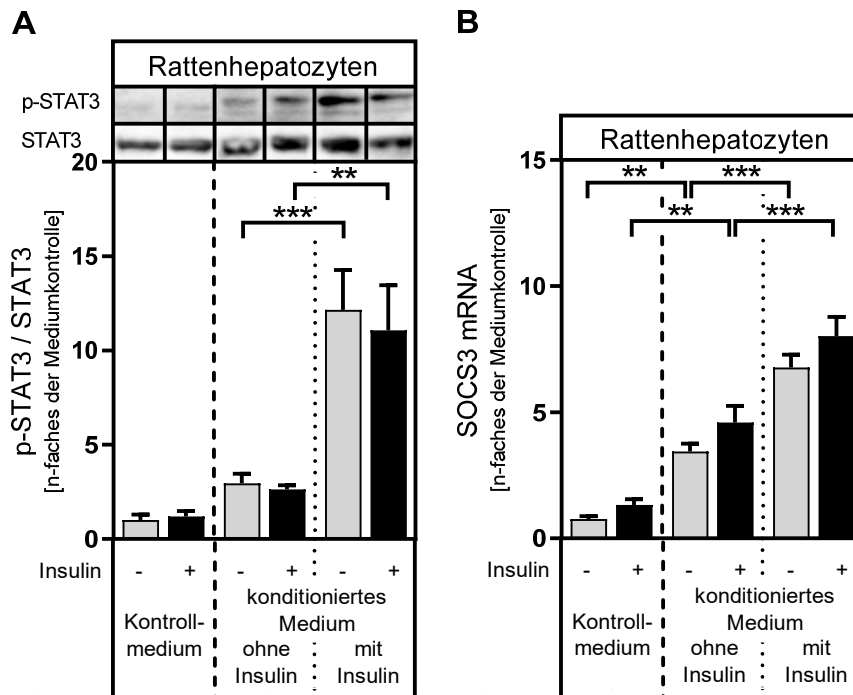 A
Rattenhepatozyten
p-STAT3
STAT3
p-STAT3 / STAT3
[n-faches der Mediumkontrolle]
20
15
10
5
0
**
***
Insulin - + - + - +
Kontroll-
medium
konditioniertes
Medium
ohne
Insulin
mit
Insulin
B
Rattenhepatozyten
SOCS3 mRNA
[n-faches der Mediumkontrolle]
15
10
5
0
** ***
** ***
Insulin - + - + - +
Kontroll-
medium
konditioniertes
Medium
ohne
Insulin
mit
Insulin